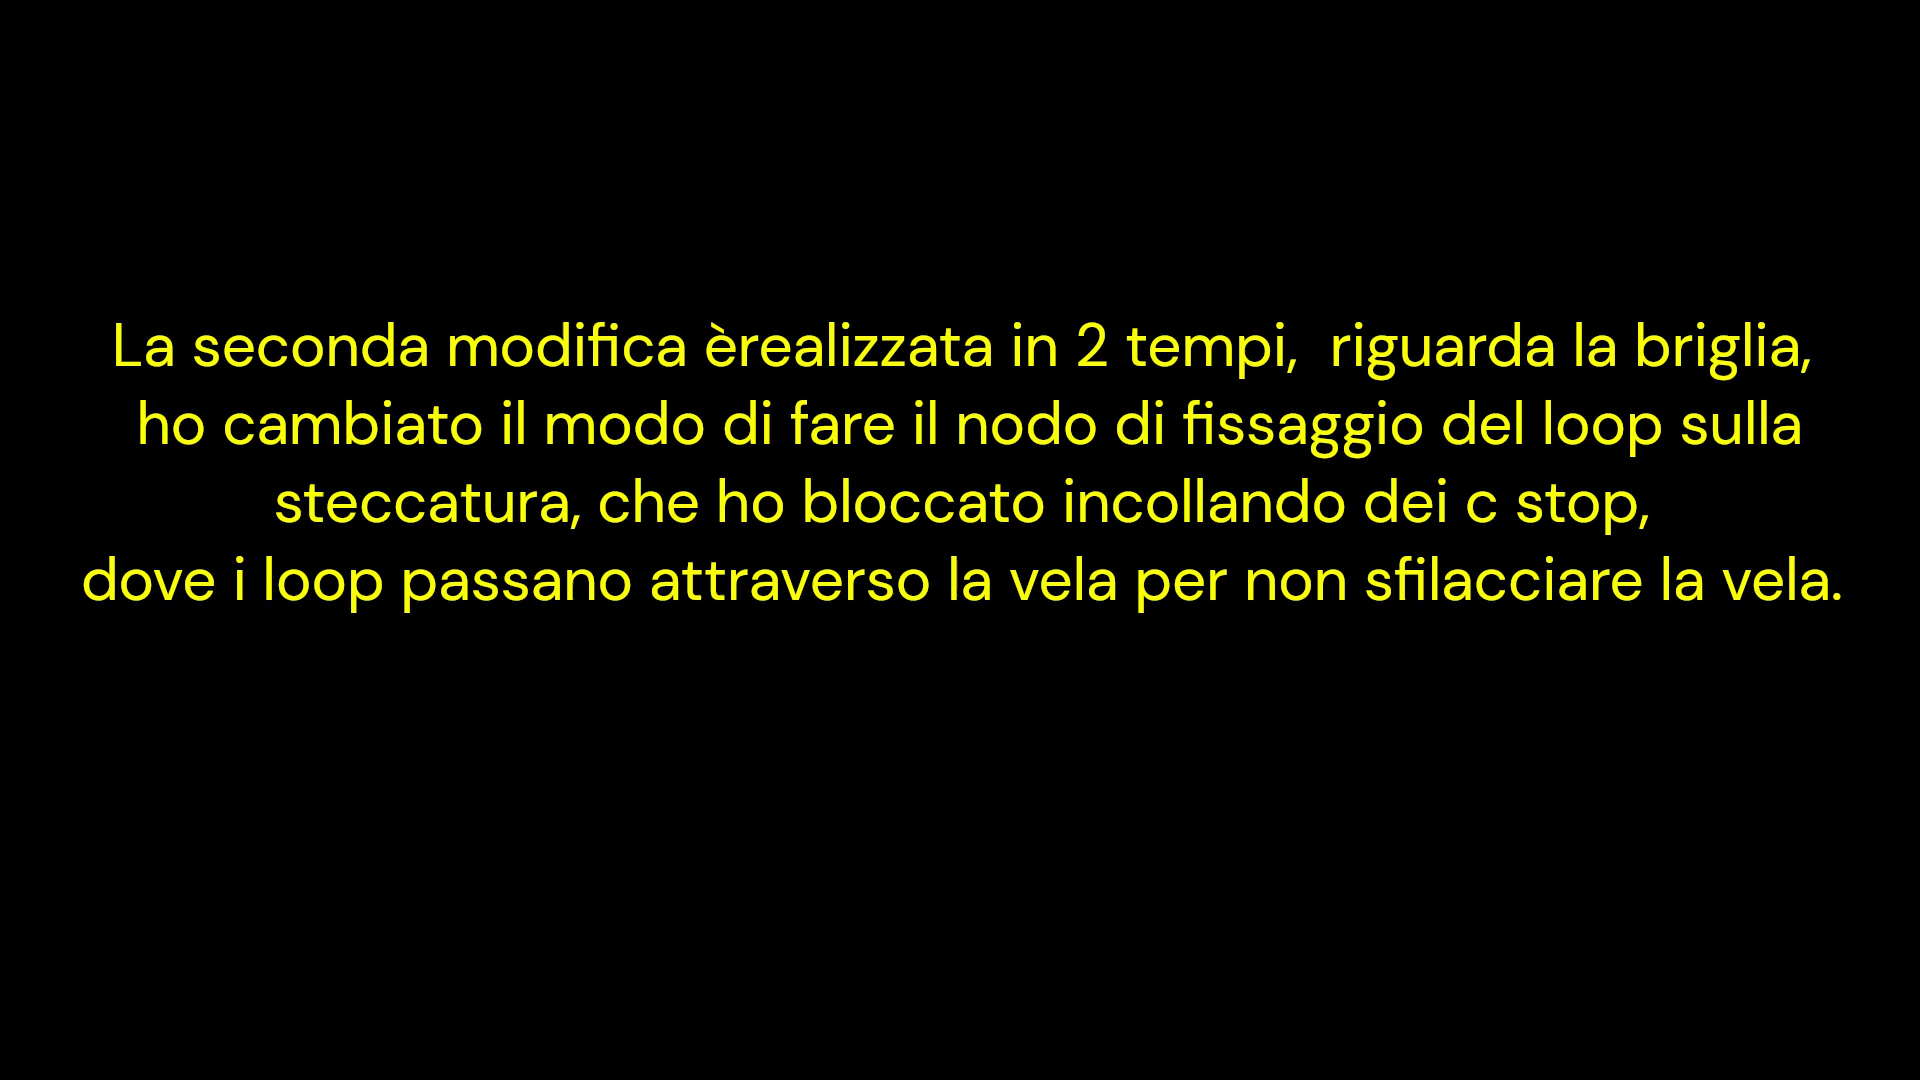 La seconda modifica èrealizzata in 2 tempi,  riguarda la briglia,
ho cambiato il modo di fare il nodo di fissaggio del loop sulla
steccatura, che ho bloccato incollando dei c stop,
dove i loop passano attraverso la vela per non sfilacciare la vela.